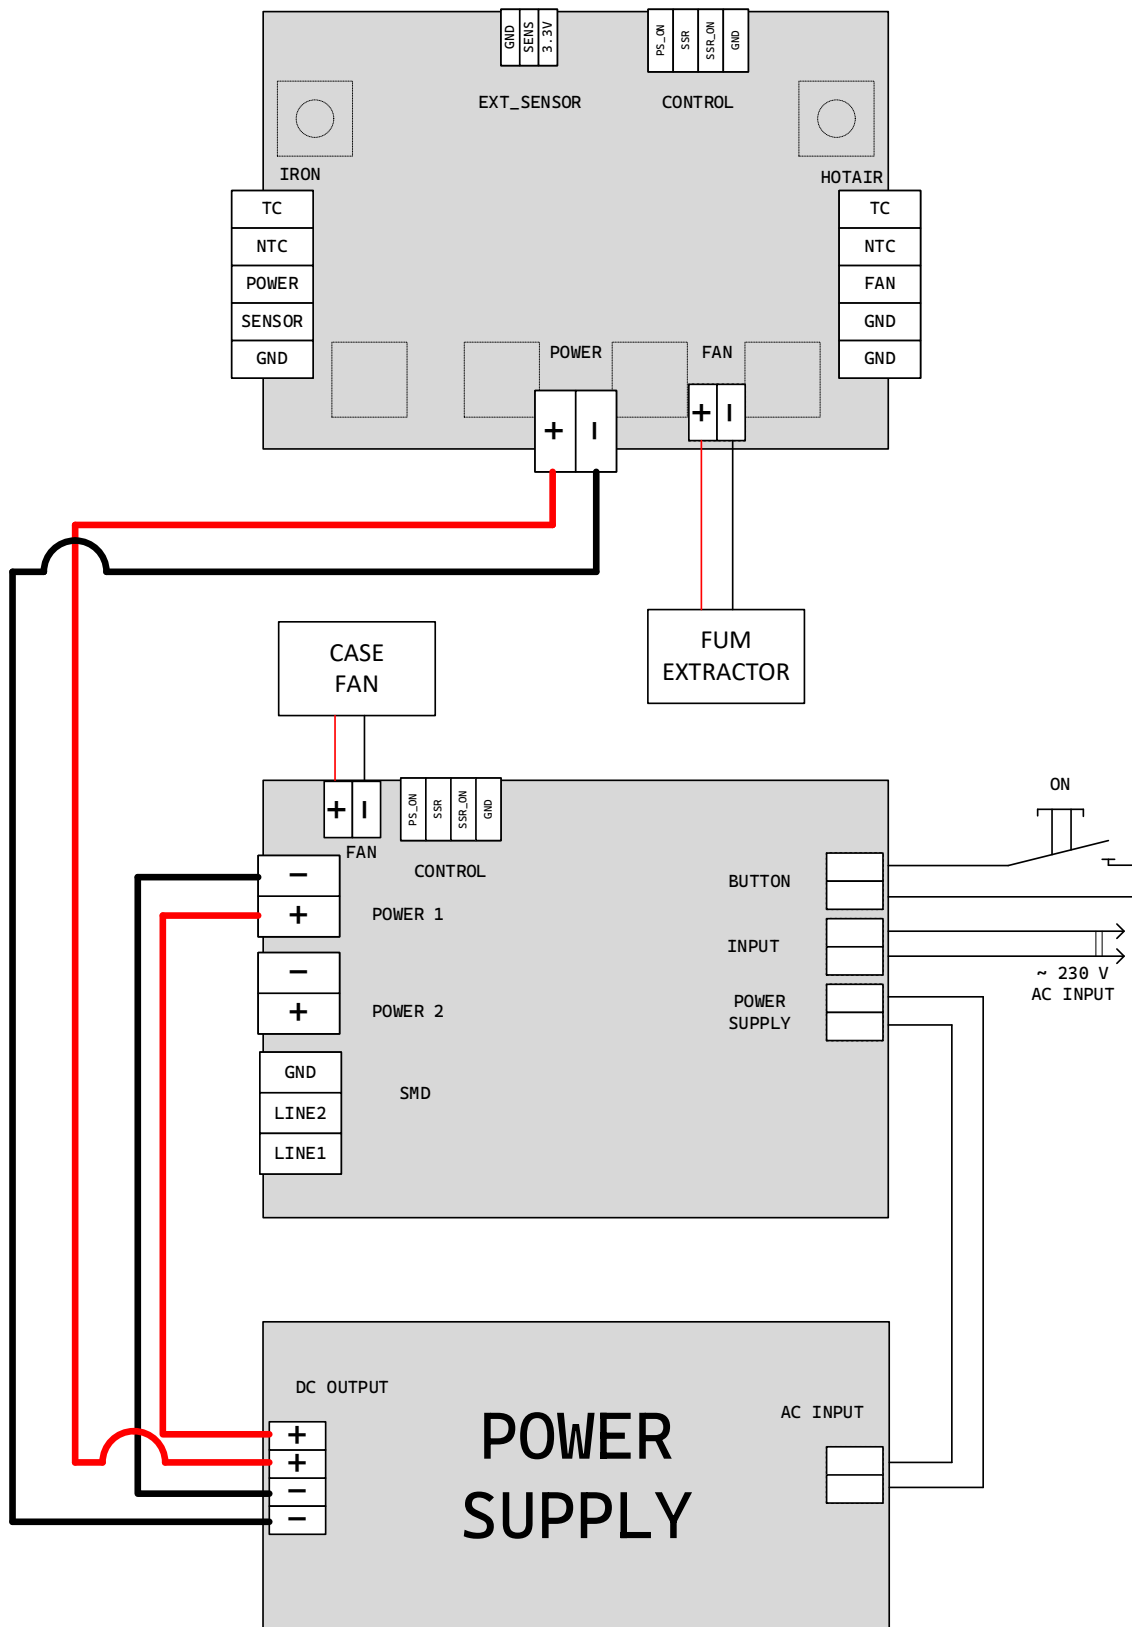 GND
SENS
3.3V
PS_ON
SSR
SSR_ON
GND
EXT_SENSOR
CONTROL
IRON
HOTAIR
TC
NTC
POWER
SENSOR
GND
TC
NTC
FAN
GND
GND
POWER
FAN
+
-
+
-
CASE
FAN
FUM
EXTRACTOR
+
-
PS_ON
SSR
SSR_ON
GND
FAN
CONTROL
ON
-
+
POWER 1
BUTTON
INPUT
~ 230 V
AC INPUT
-
+
POWER 2
POWER
SUPPLY
GND
LINE2
LINE1
SMD
DC OUTPUT
+
+
-
-
POWER
SUPPLY
AC INPUT